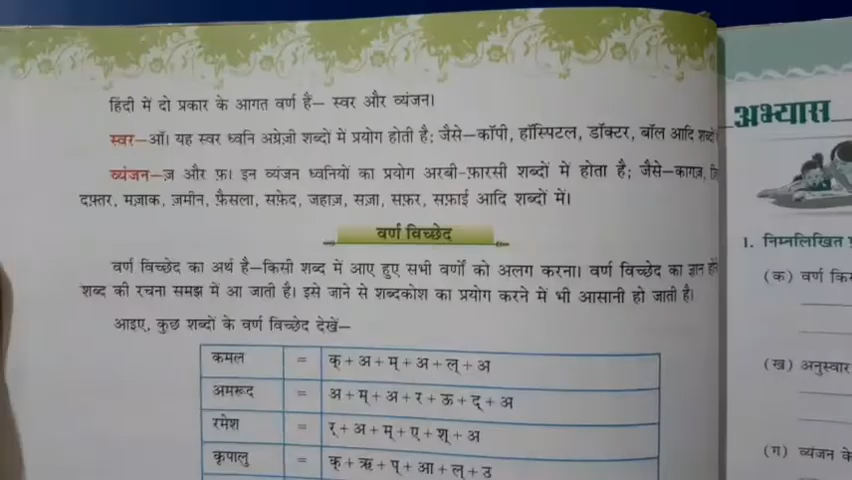 हिंदी में दो प्रकार के आगत वर्ण हैं– स्वर और व्यंजन।
स्वर–ऑ। यह स्वर ध्वनि अंग्रेज़ी शब्दों में प्रयोग होती है; जैसे–कॉपी, हॉस्पिटल, डॉक्टर, बॉल आदि शब्दों
व्यंजन–ज़ और फ़। इन व्यंजन ध्वनियों का प्रयोग अरबी-फ़ारसी शब्दों में होता है; जैसे–कागज़,
दफ़्तर, मज़ाक, ज़मीन, फ़ैसला, सफ़ेद, जहाज़, सज़ा, सफ़र, सफ़ाई आदि शब्दों में।
वर्ण विच्छेद
वर्ण विच्छेद का अर्थ है–किसी शब्द में आए हुए सभी वर्णों को अलग करना। वर्ण विच्छेद का ज्ञान
शब्द की रचना समझ में आ जाती है। इसे जाने से शब्दकोश का प्रयोग करने में भी आसानी हो जाती है।
आइए, कुछ शब्दों के वर्ण विच्छेद देखें–
कमल = क् + अ + म् + अ + ल् + अ
अमरूद = अ + म् + अ + र + ऊ + द् + अ
रमेश = र् + अ + म् + ए + श् + अ
कृपालु = क् + ऋ + प् + आ + ल् + उ
अभ्यास
1. निम्नलिखित
(क) वर्ण
(ख) अनुस्वार
(ग) व्यंजन के